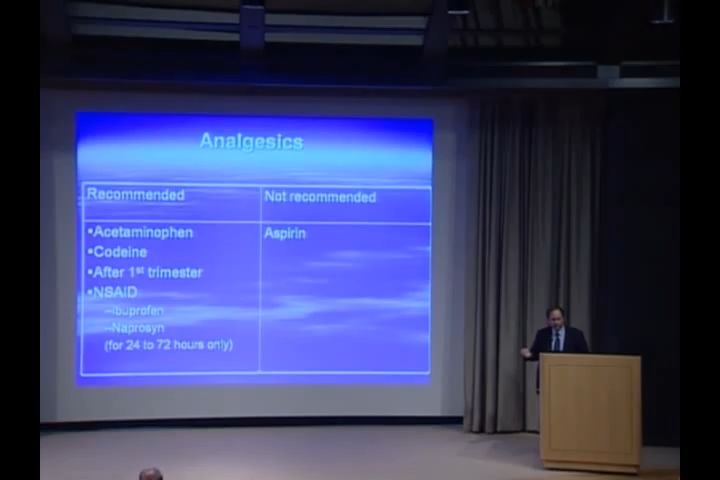 Analgesics
Recommended
Not recommended
▪Acetaminophen
▪Codeine
▪After 1st trimester
▪NSAID
–Ibuprofen
–Naprosyn
(for 24 to 72 hours only)
Aspirin